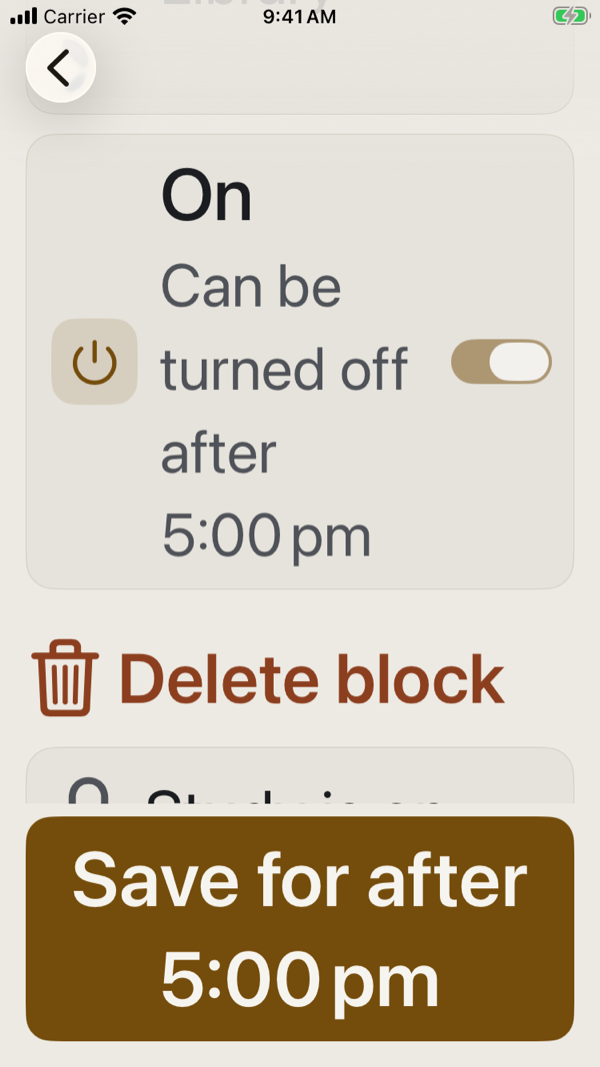 Carrier
9:41 AM
On
Can be
turned off
after
5:00 pm
Delete block
Save for after
5:00 pm